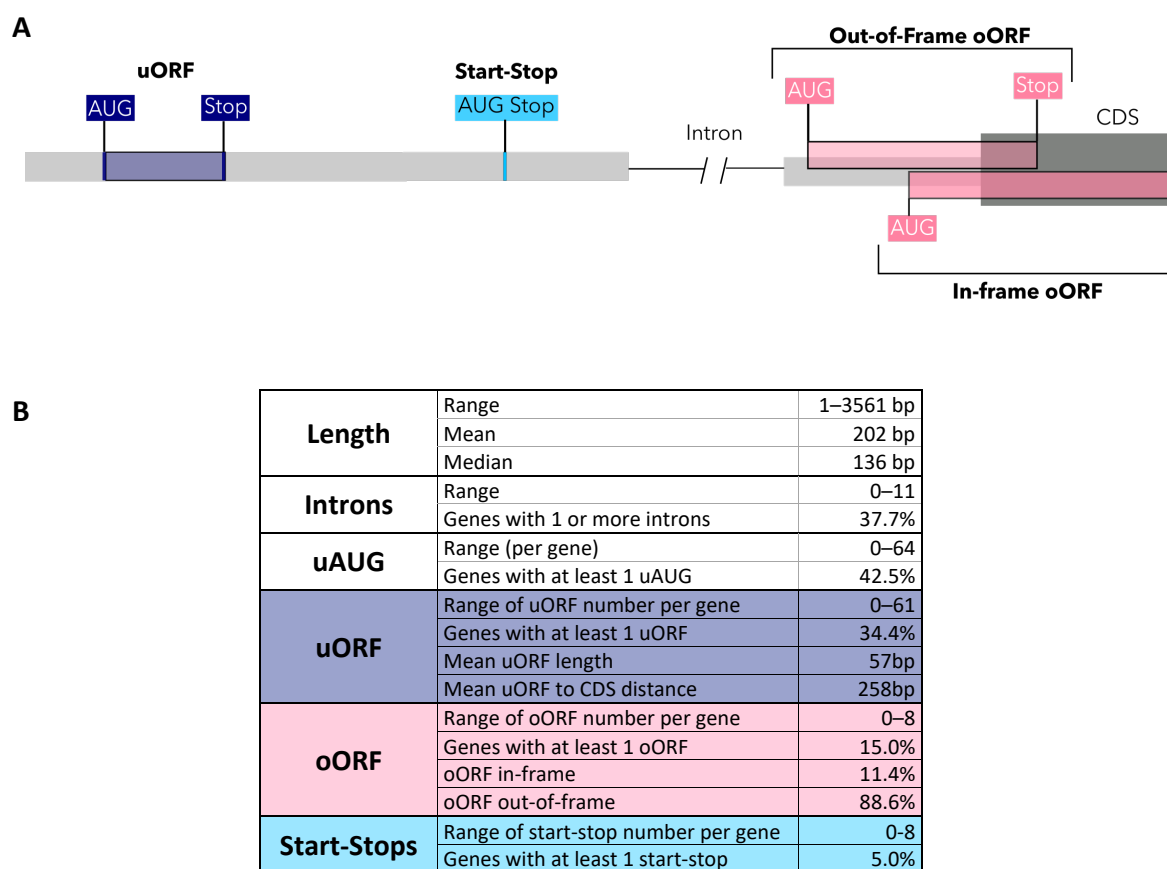 A
Out-of-Frame oORF
uORF
Start-Stop
AUG
Stop
AUG Stop
AUG
Stop
CDS
Intron
AUG
In-frame oORF
B
Length
Range 1–3561 bp
Mean 202 bp
Median 136 bp
Introns
Range 0–11
Genes with 1 or more introns 37.7%
uAUG
Range (per gene) 0–64
Genes with at least 1 uAUG 42.5%
uORF
Range of uORF number per gene 0–61
Genes with at least 1 uORF 34.4%
Mean uORF length 57bp
Mean uORF to CDS distance 258bp
oORF
Range of oORF number per gene 0–8
Genes with at least 1 oORF 15.0%
oORF in-frame 11.4%
oORF out-of-frame 88.6%
Start-Stops
Range of start-stop number per gene 0-8
Genes with at least 1 start-stop 5.0%